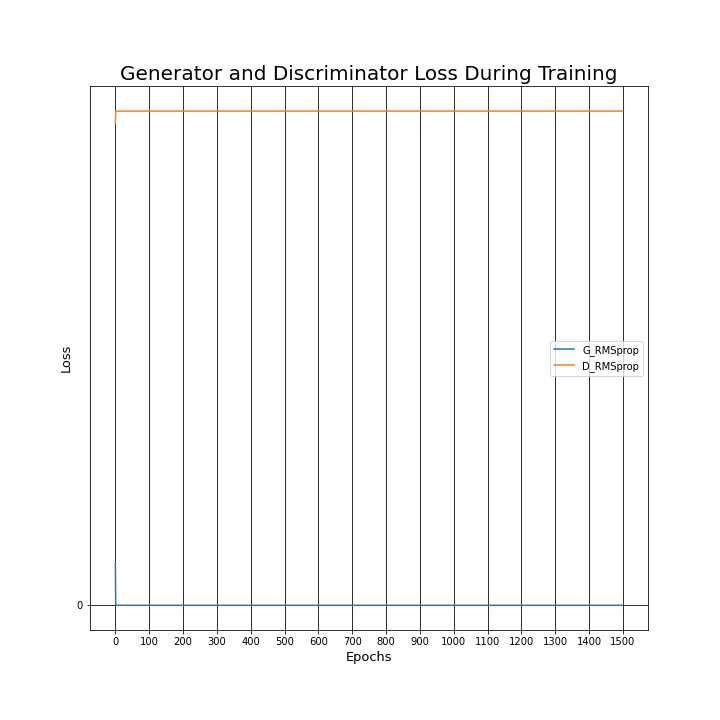 Generator and Discriminator Loss During Training
Loss
G_RMSprop
D_RMSprop
0
0 100 200 300 400 500 600 700 800 900 1000 1100 1200 1300 1400 1500
Epochs